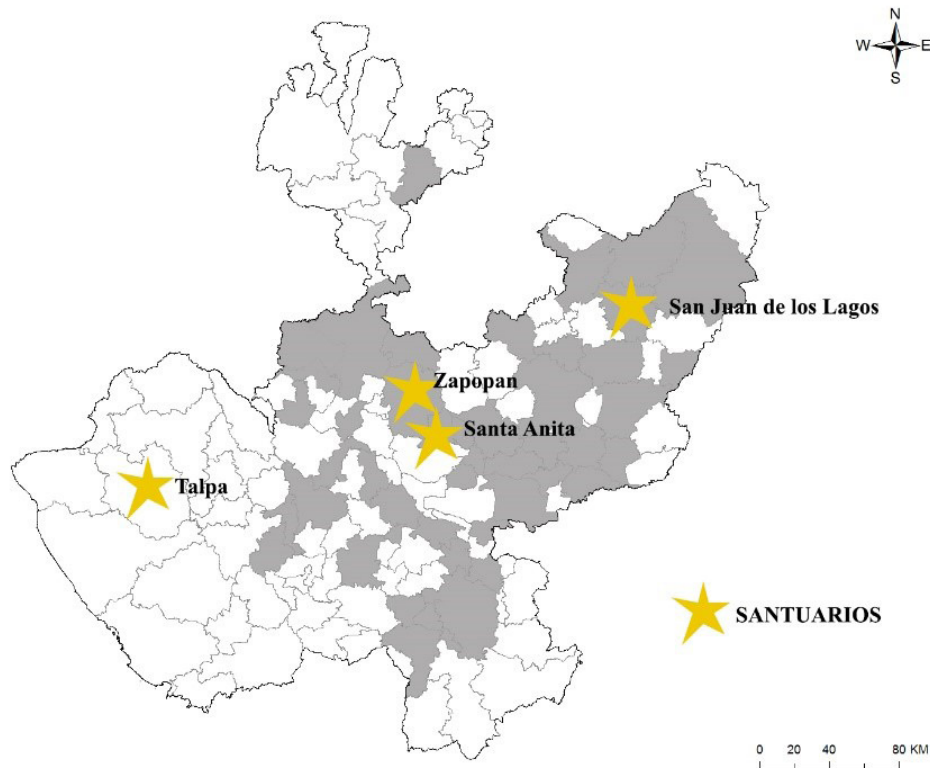 N
W E
S
San Juan de los Lagos
Zapopan
Santa Anita
Talpa
SANTUARIOS
0 20 40 80 KM